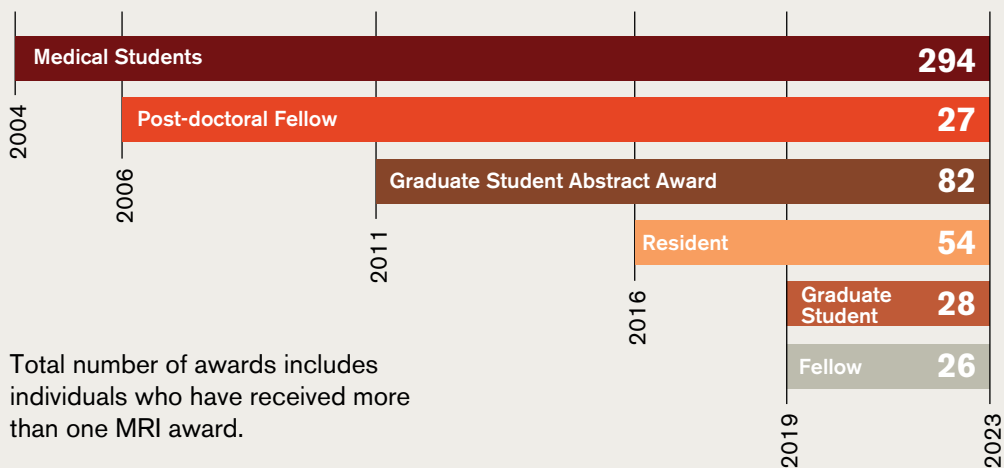 Medical Students 294
2004
Post-doctoral Fellow 27
2006
Graduate Student Abstract Award 82
2011
Resident 54
2016
Graduate
Student 28
Fellow 26
2019
2023
Total number of awards includes
individuals who have received more
than one MRI award.